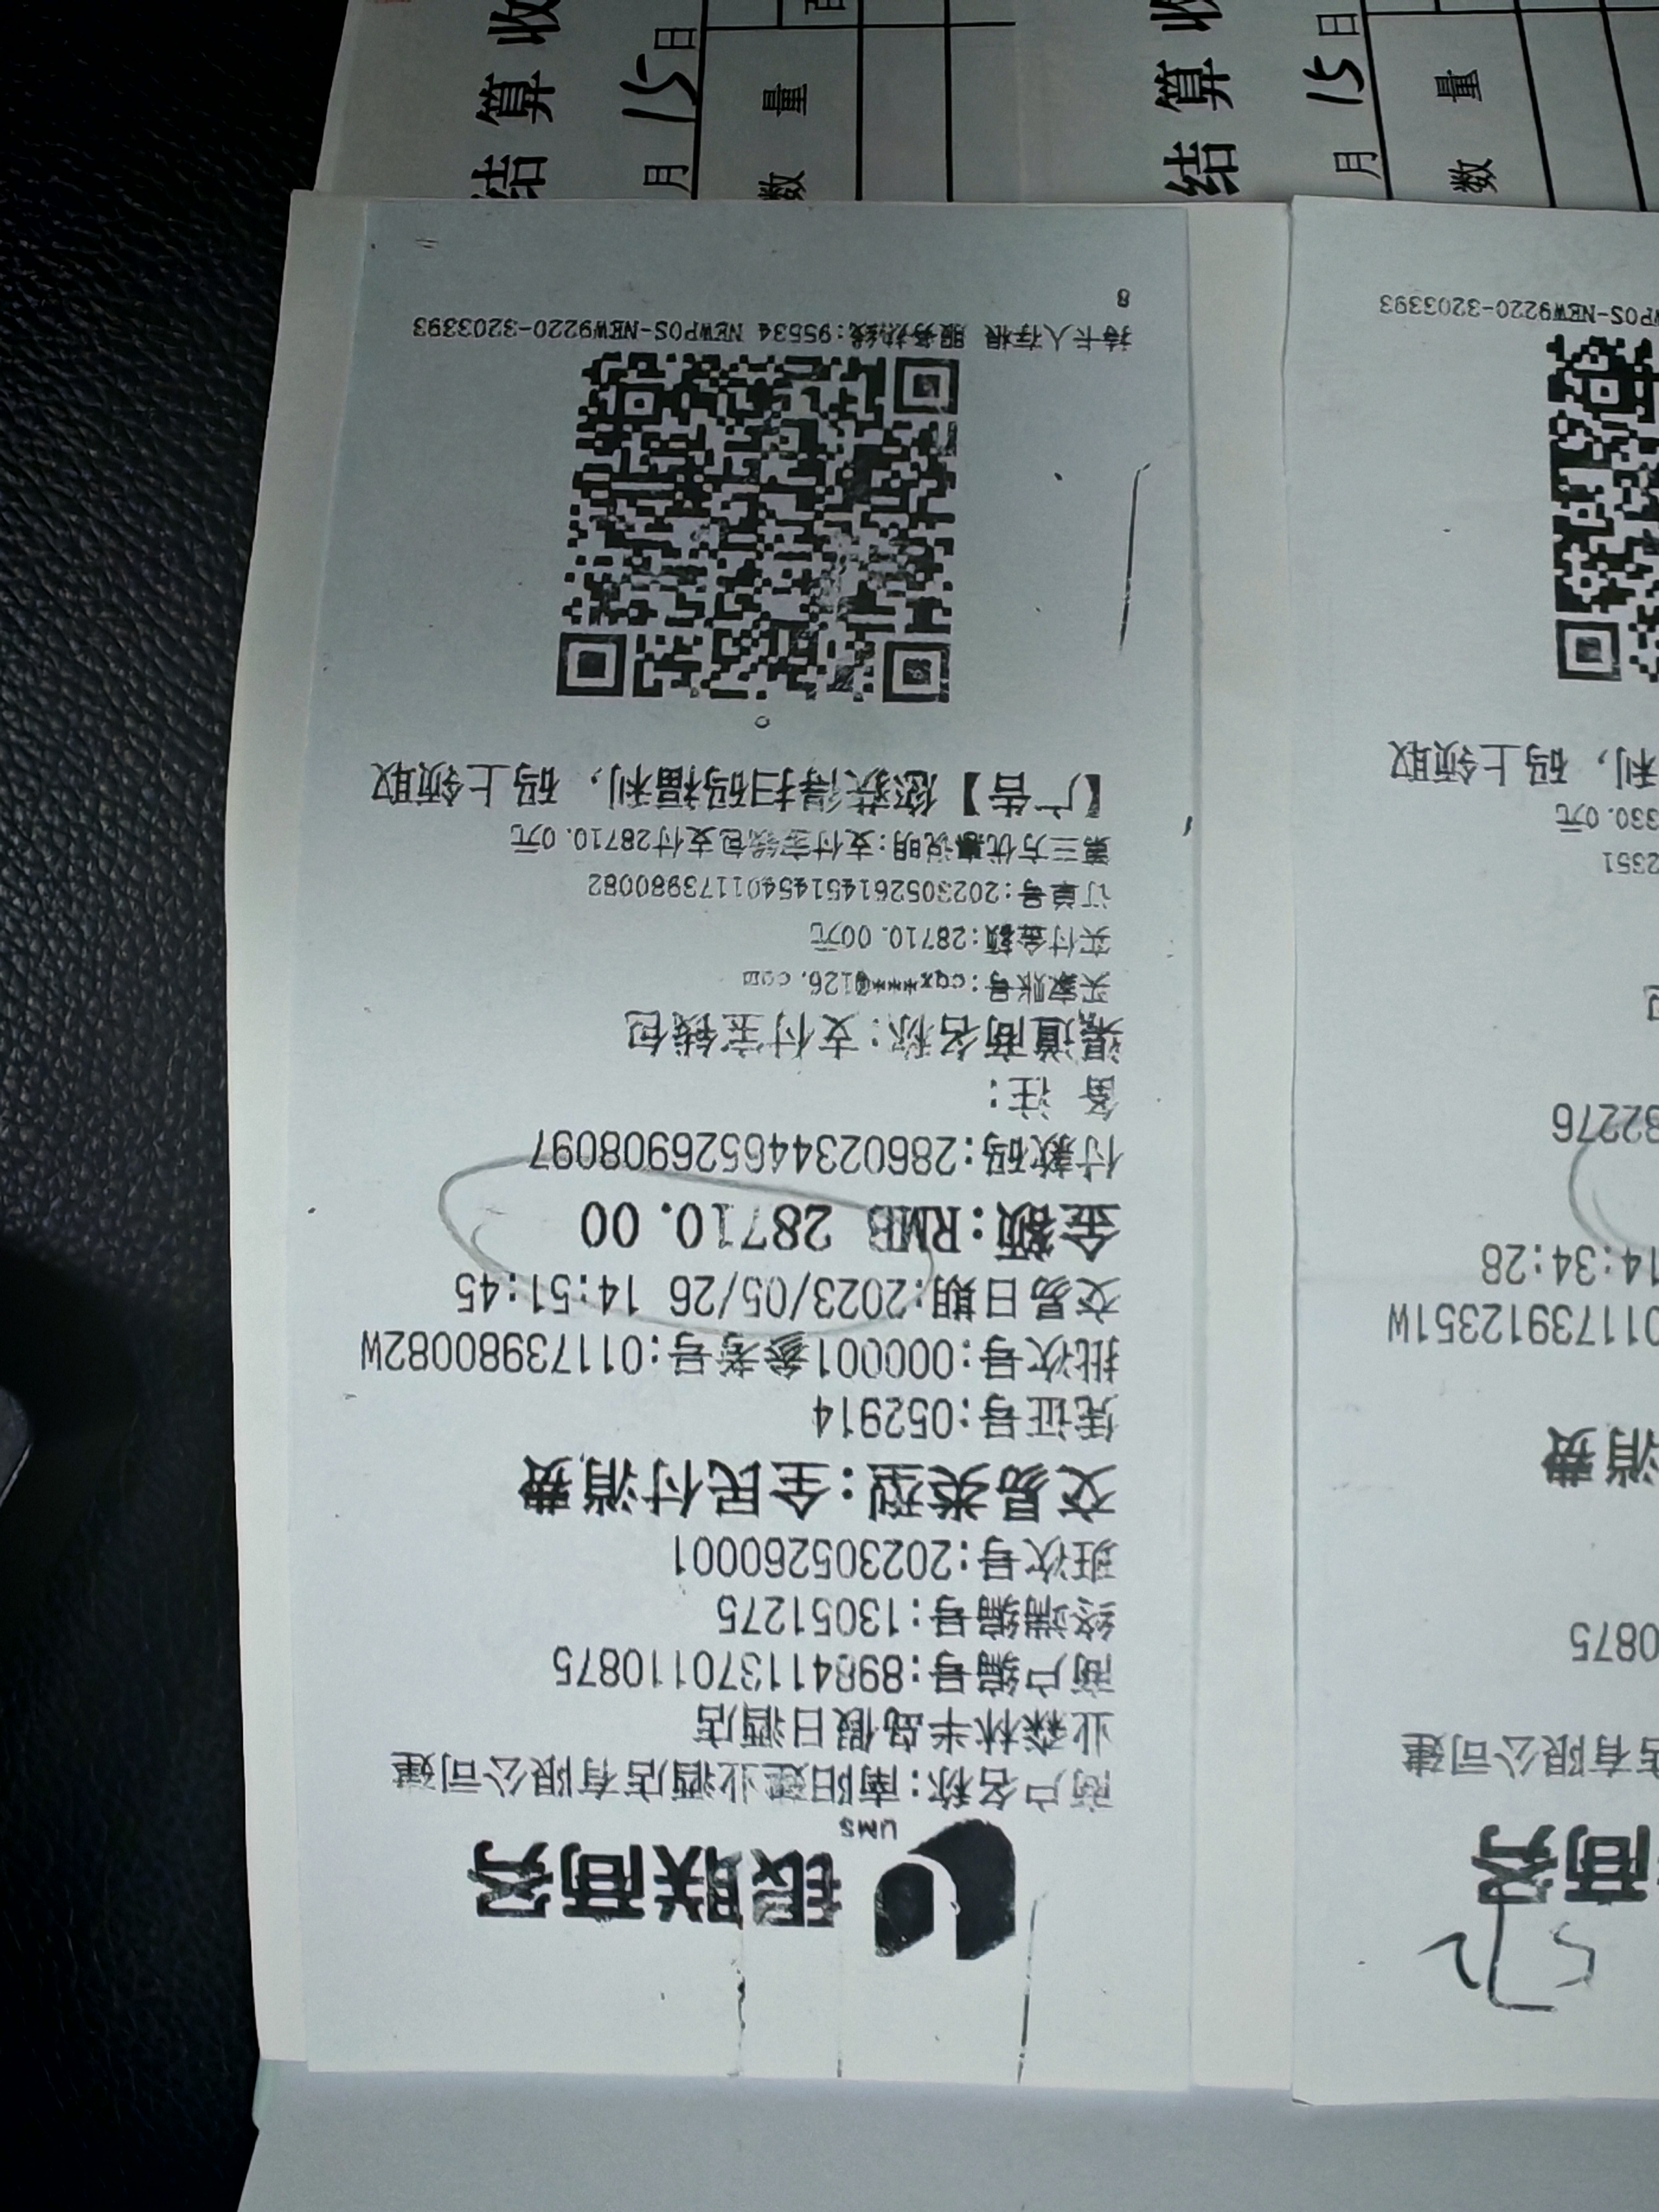 572
商务
店有限公司建
0875
消费
01173912351W
14:34:28
32276
包
2351
330.0元
利，码上领取
WPOS-NEW9220-3203393
银联商务
UMS
商户名称:南阳建业酒店有限公司建
业森林半岛假日酒店
商户编号:898411370110875
终端编号:13051275
班次号:202305260001
交易类型:全民付消费
凭证号:052914
批次号:000001参考号:01173980082W
交易日期:2023/05/26 14:51:45
金额:RMB 28710.00
付款码:286023446526908097
备 注:
渠道商名称:支付宝钱包
买家账号:cqx***@126.com
实付金额:28710.00元
订单号:20230526145145401173980082
第三方优惠说明:支付宝钱包支付28710.0元
【广告】您获得扫码福利，码上领取
。
持卡人存根 服务热线:95534 NEWPOS-NEW9220-3203393
8
结算收
月15日
数量
结算收
月15日
数量